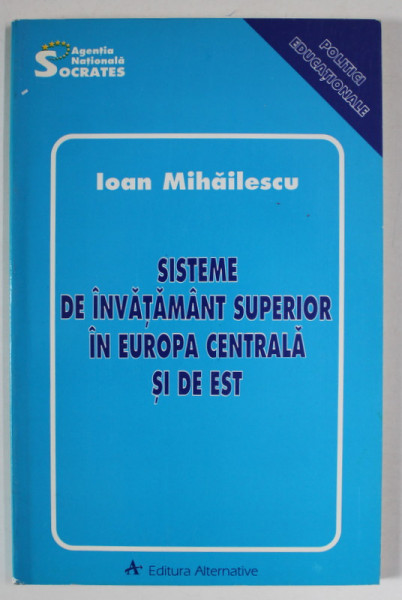 Agenția
Națională
SOCRATES
POLITICI
EDUCAȚIONALE
Ioan Mihăilescu
SISTEME
DE ÎNVĂȚĂMÂNT SUPERIOR
ÎN EUROPA CENTRALĂ
ȘI DE EST
A Editura Alternative